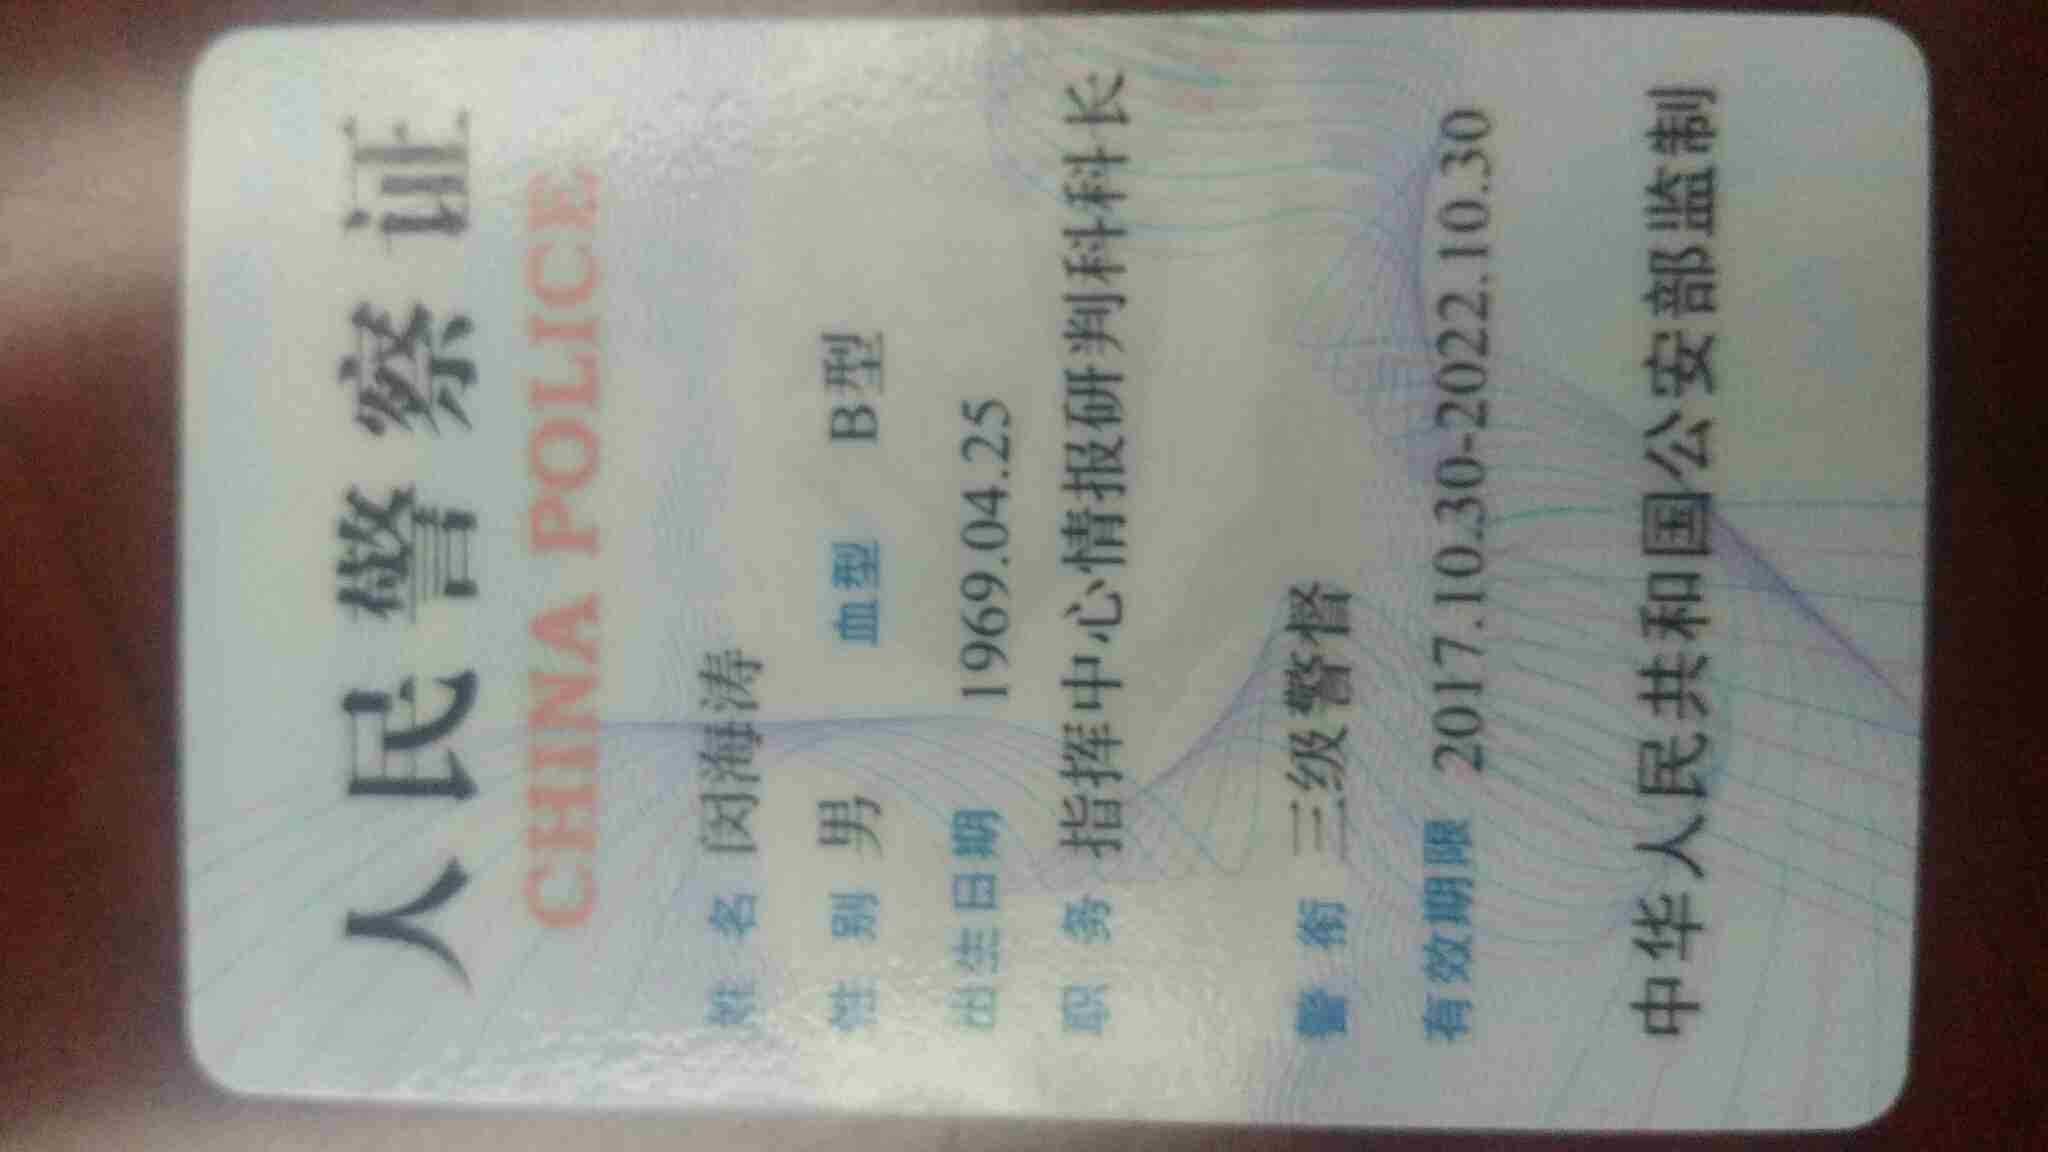 人民警察证
CHINA POLICE
姓 名 闵海涛
性 别 男 血型 B型
出生日期 1969.04.25
职 务 指挥中心情报研判科科长
警 衔 三级警督
有效期限 2017.10.30-2022.10.30
中华人民共和国公安部监制